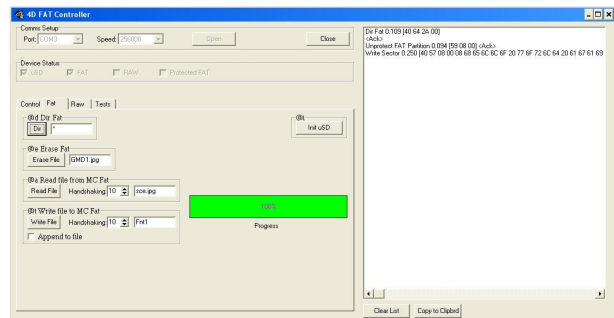 4D FAT Controller
Comms Setup
Port: COM3 Speed: 256000 Open Close
Device Status
uSD FAT RAW Protected FAT
Control Fat Raw Tests
@d Dir Fat
Dir *
@i
Init uSD
@e Erase Fat
Erase File GMD1.jpg
@a Read file from MC Fat
Read File Handshaking 10 sce.jpg
@t Write file to MC Fat
Write File Handshaking 10 Fnt1
Append to file
100%
Progress
Dir Fat 0.109 [40 64 2A 00]
<Ack>
Unprotect FAT Partition 0.094 [59 08 00] <Ack>
Write Sector 0.250 [40 57 08 00 08 68 65 6C 6C 6F 20 77 6F 72 6C 64 20 61 67 61 69
Clear List Copy to Clipbrd